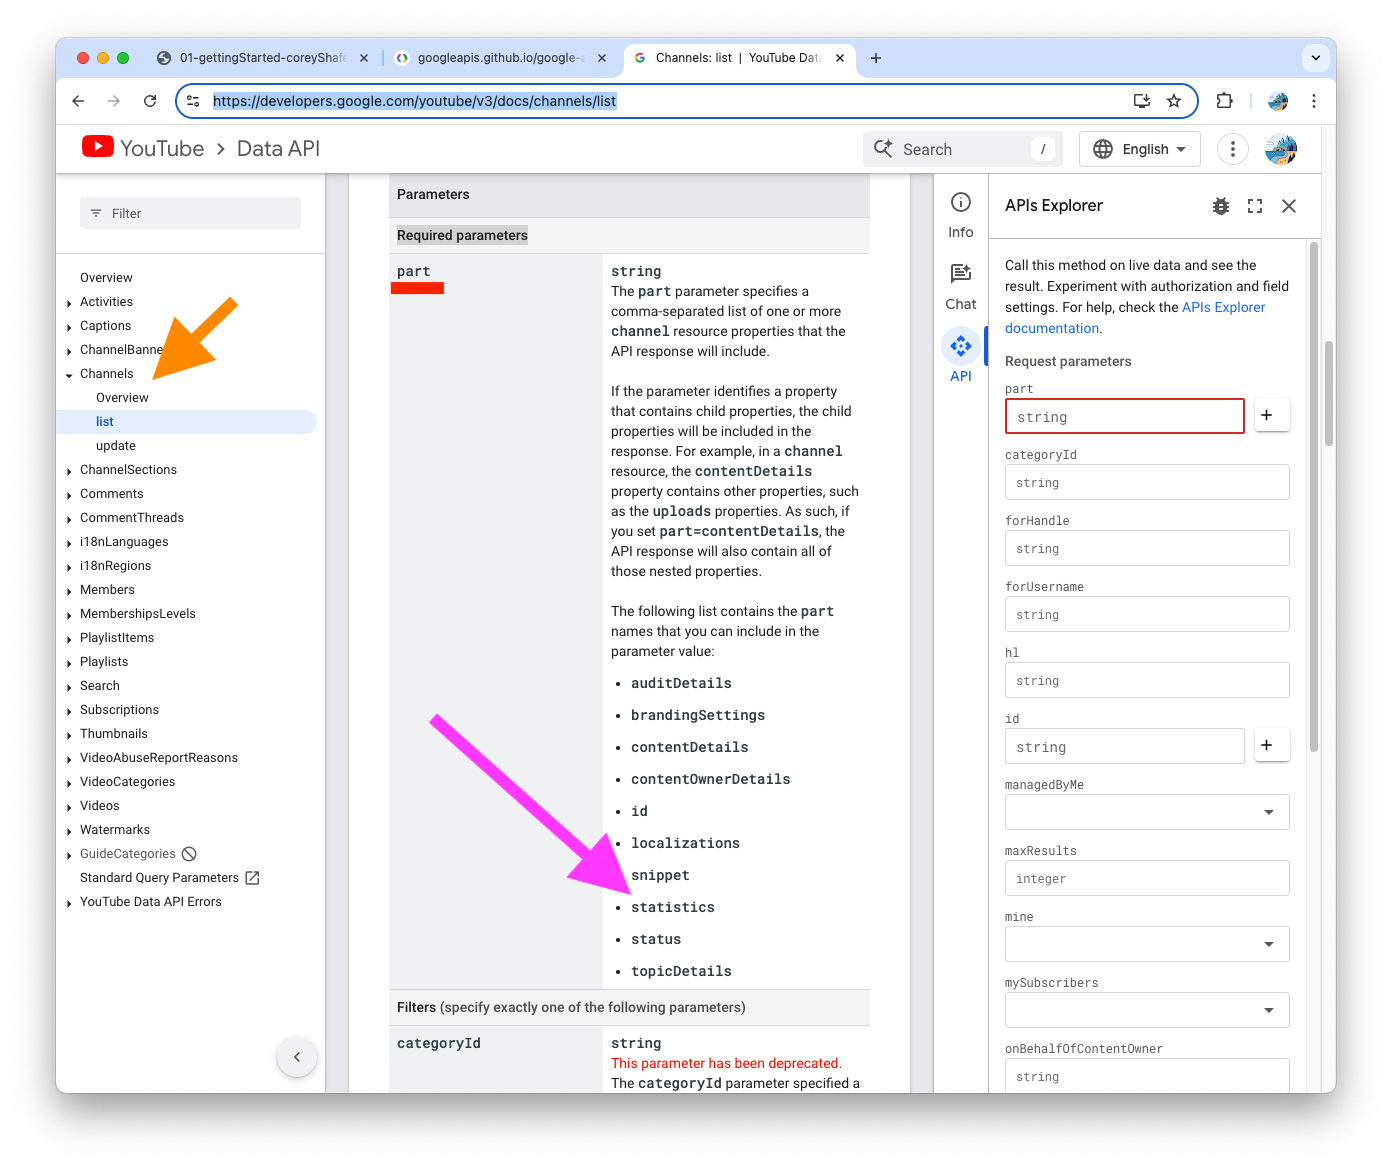 01-gettingStarted-coreyShafe
googleapis.github.io/google-a
Channels: list | YouTube Data
https://developers.google.com/youtube/v3/docs/channels/list
YouTube > Data API
Search
/
English
Filter
Overview
Activities
Captions
ChannelBanne
Channels
Overview
list
update
ChannelSections
Comments
CommentThreads
i18nLanguages
i18nRegions
Members
MembershipsLevels
PlaylistItems
Playlists
Search
Subscriptions
Thumbnails
VideoAbuseReportReasons
VideoCategories
Videos
Watermarks
GuideCategories
Standard Query Parameters
YouTube Data API Errors
Parameters
Required parameters
part
string
The part parameter specifies a
comma-separated list of one or more
channel resource properties that the
API response will include.
If the parameter identifies a property
that contains child properties, the child
properties will be included in the
response. For example, in a channel
resource, the contentDetails
property contains other properties, such
as the uploads properties. As such, if
you set part=contentDetails, the
API response will also contain all of
those nested properties.
The following list contains the part
names that you can include in the
parameter value:
• auditDetails
• brandingSettings
• contentDetails
• contentOwnerDetails
• id
• localizations
snippet
• statistics
• status
• topicDetails
Filters (specify exactly one of the following parameters)
categoryId
string
This parameter has been deprecated.
The categoryId parameter specified a
Info
Chat
API
APIs Explorer
Call this method on live data and see the
result. Experiment with authorization and field
settings. For help, check the APIs Explorer
documentation.
Request parameters
part
string
+
categoryId
string
forHandle
string
forUsername
string
hl
string
id
string
+
managedByMe
maxResults
integer
mine
mySubscribers
onBehalfOfContentOwner
string